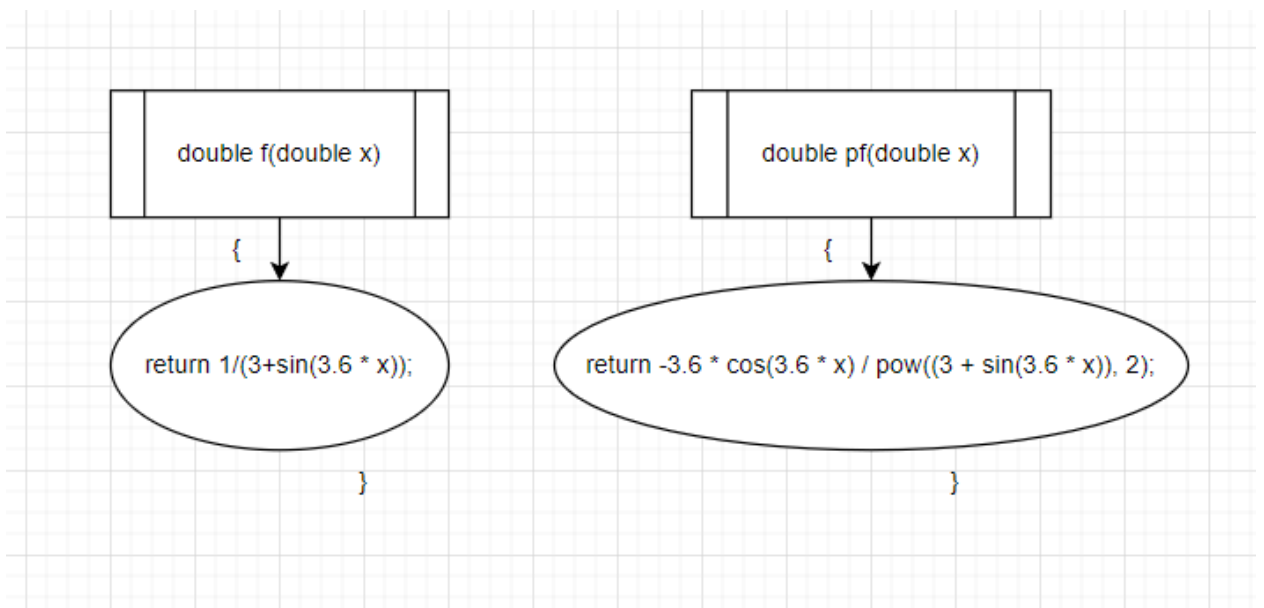 double f(double x)
{
return 1/(3+sin(3.6 * x));
}
double pf(double x)
{
return -3.6 * cos(3.6 * x) / pow((3 + sin(3.6 * x)), 2);
}